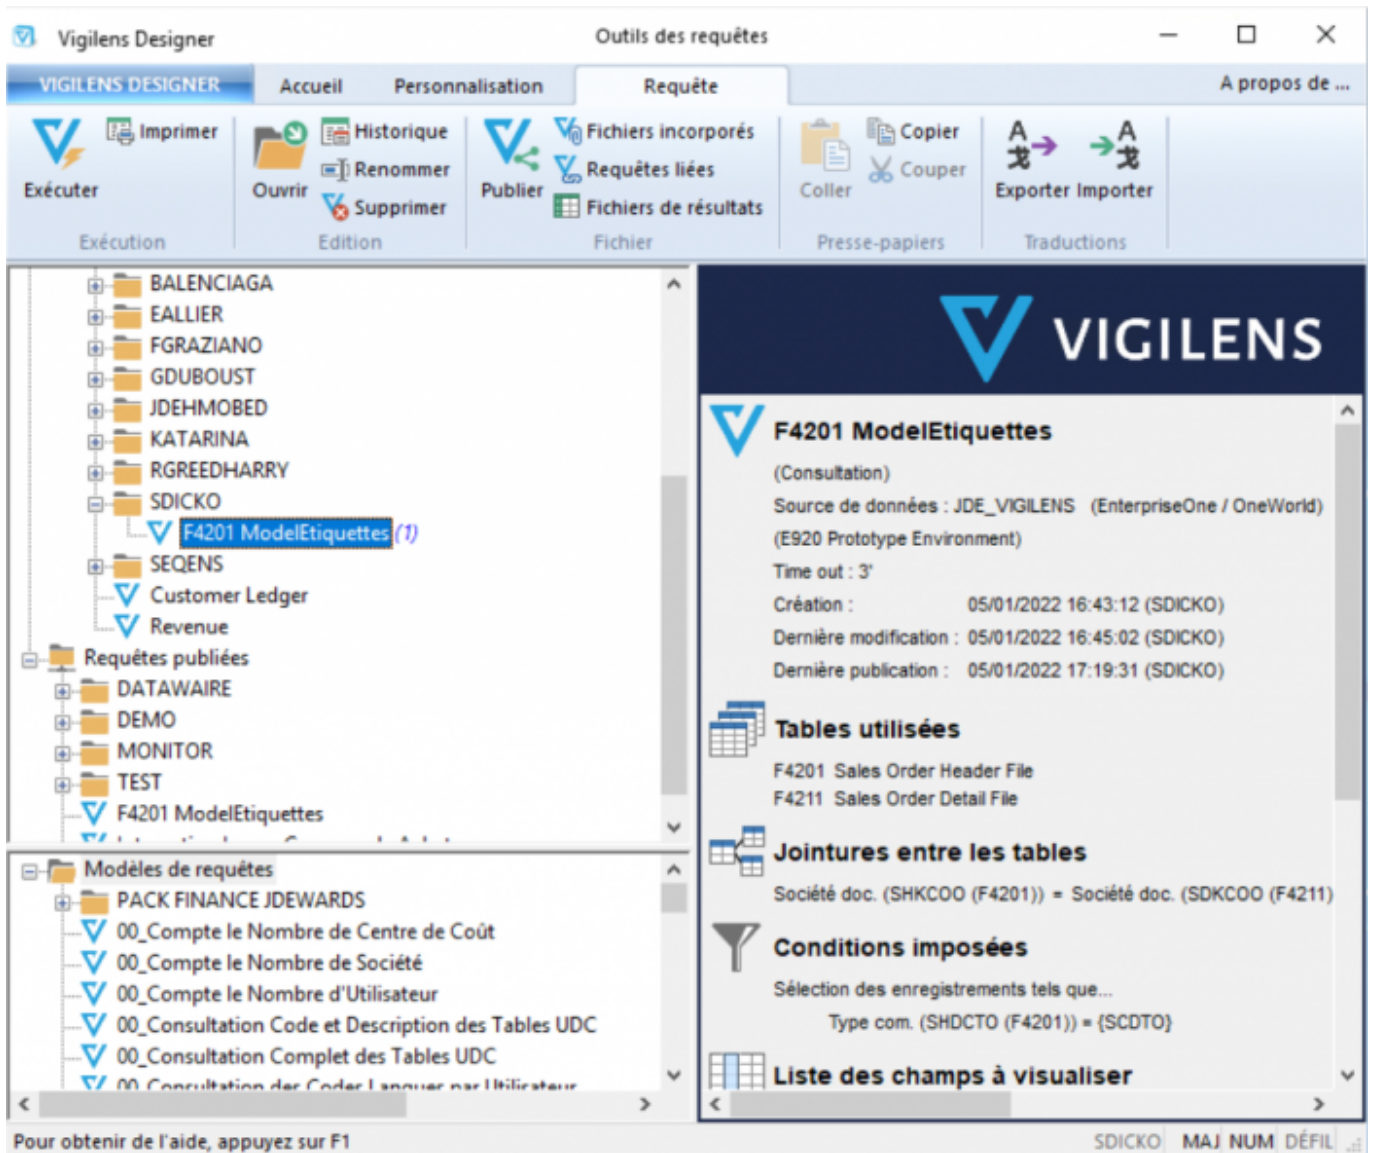 Vigilens Designer
Outils des requêtes
VIGILENS DESIGNER
Accueil
Personnalisation
Requête
A propos de ...
Exécuter
Imprimer
Exécution
Ouvrir
Historique
Renommer
Supprimer
Edition
Publier
Fichiers incorporés
Requêtes liées
Fichiers de résultats
Fichier
Coller
Copier
Couper
Presse-papiers
Exporter
Importer
Traductions
BALENCIAGA
EALLIER
FGRAZIANO
GDUBOUST
JDEHMOBED
KATARINA
RGREEDHARRY
SDICKO
F4201 ModelEtiquettes (1)
SEQENS
Customer Ledger
Revenue
Requêtes publiées
DATAWAIRE
DEMO
MONITOR
TEST
F4201 ModelEtiquettes
Modèles de requêtes
PACK FINANCE JDEWARDS
00_Compte le Nombre de Centre de Coût
00_Compte le Nombre de Société
00_Compte le Nombre d'Utilisateur
00_Consultation Code et Description des Tables UDC
00_Consultation Complet des Tables UDC
00_Consultation des Codes Langues par Utilisateur
VIGILENS
F4201 ModelEtiquettes
(Consultation)
Source de données : JDE_VIGILENS (EnterpriseOne / OneWorld)
(E920 Prototype Environment)
Time out : 3'
Création : 05/01/2022 16:43:12 (SDICKO)
Dernière modification : 05/01/2022 16:45:02 (SDICKO)
Dernière publication : 05/01/2022 17:19:31 (SDICKO)
Tables utilisées
F4201 Sales Order Header File
F4211 Sales Order Detail File
Jointures entre les tables
Société doc. (SHKCOO (F4201)) = Société doc. (SDKCOO (F4211)
Conditions imposées
Sélection des enregistrements tels que...
Type com. (SHDCTO (F4201)) = {SCDTO}
Liste des champs à visualiser
Pour obtenir de l'aide, appuyez sur F1
SDICKO MAJ NUM DÉFIL